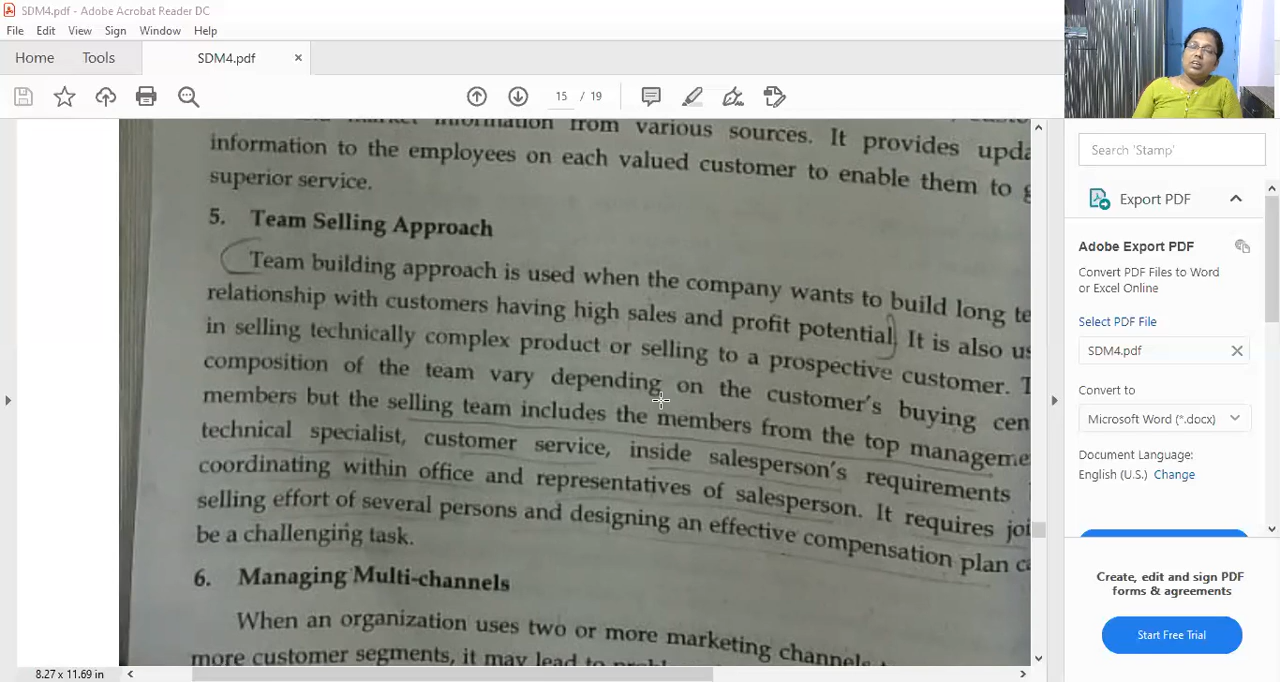 SDM4.pdf - Adobe Acrobat Reader DC
File Edit View Sign Window Help
Home Tools SDM4.pdf ×
15 / 19
information from various sources. It provides upda
information to the employees on each valued customer to enable them to g
superior service.
5. Team Selling Approach
Team building approach is used when the company wants to build long te
relationship with customers having high sales and profit potential. It is also us
in selling technically complex product or selling to a prospective customer. T
composition of the team vary depending on the customer's buying cen
members but the selling team includes the members from the top manageme
technical specialist, customer service, inside salesperson's requirements
coordinating within office and representatives of salesperson. It requires joi
selling effort of several persons and designing an effective compensation plan c
be a challenging task.
6. Managing Multi-channels
When an organization uses two or more marketing channels t
more customer segments, it may lead to
8.27 x 11.69 in
Search 'Stamp'
Export PDF
Adobe Export PDF
Convert PDF Files to Word
or Excel Online
Select PDF File
SDM4.pdf
Convert to
Microsoft Word (*.docx)
Document Language:
English (U.S.) Change
Create, edit and sign PDF
forms & agreements
Start Free Trial